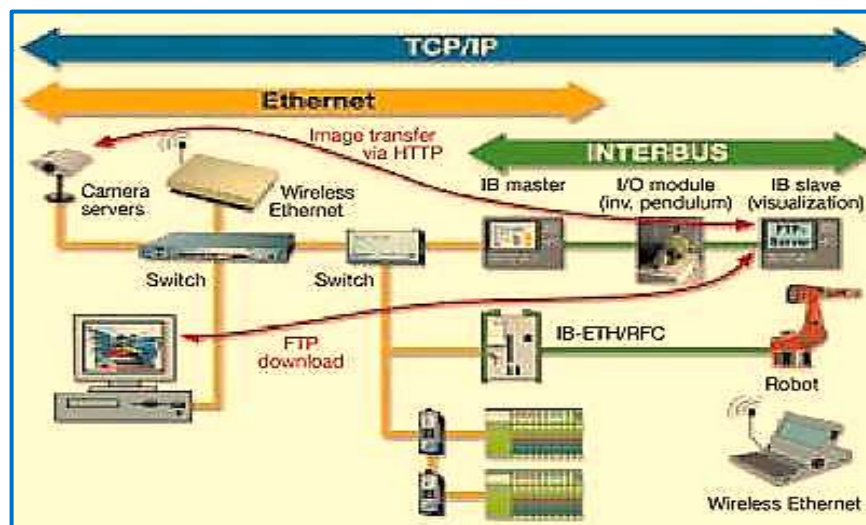 TCP/IP
Ethernet
Image transfer
via HTTP
INTERBUS
Camera
servers
Wireless
Ethernet
IB master
I/O module
(inv. pendulum)
IB slave
(visualization)
FTP
Server
Switch
Switch
FTP
download
IB-ETH/RFC
Robot
Wireless Ethernet